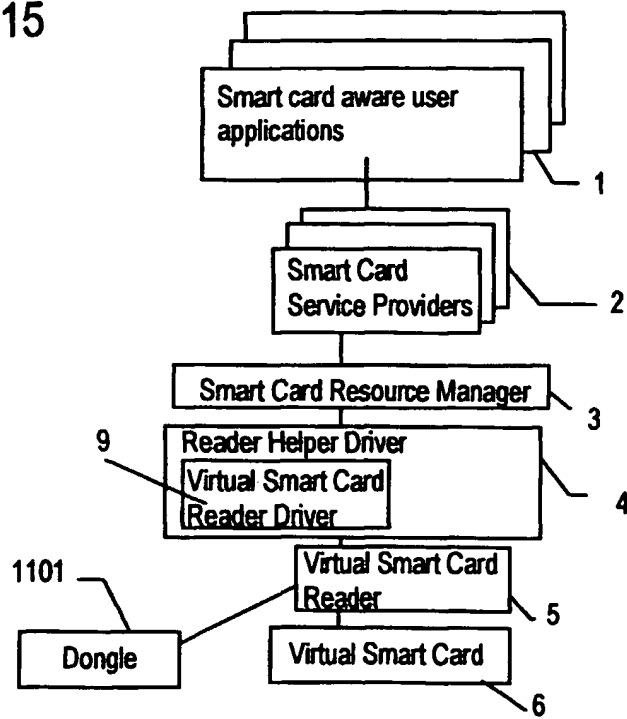 15
Smart card aware user
applications
1
Smart Card
Service Providers
2
Smart Card Resource Manager
3
9
Reader Helper Driver
Virtual Smart Card
Reader Driver
4
1101
Virtual Smart Card
Reader
5
Dongle
Virtual Smart Card
6